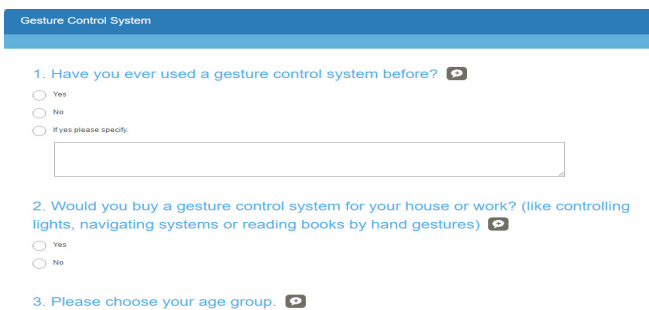 Gesture Control System
1. Have you ever used a gesture control system before?
Yes
No
If yes please specify.
2. Would you buy a gesture control system for your house or work? (like controlling
lights, navigating systems or reading books by hand gestures)
Yes
No
3. Please choose your age group.